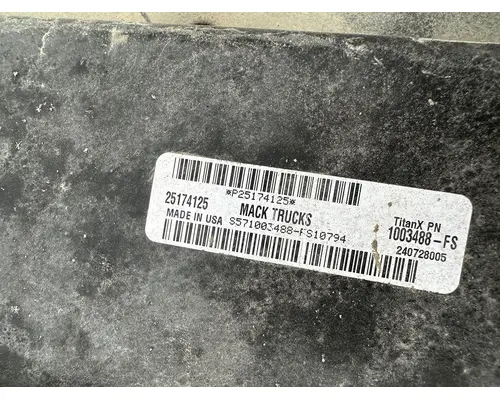 *P25174125*
25174125
MACK TRUCKS
MADE IN USA
S571003488-FS10794
TitanX PN
1003488-FS
240728005